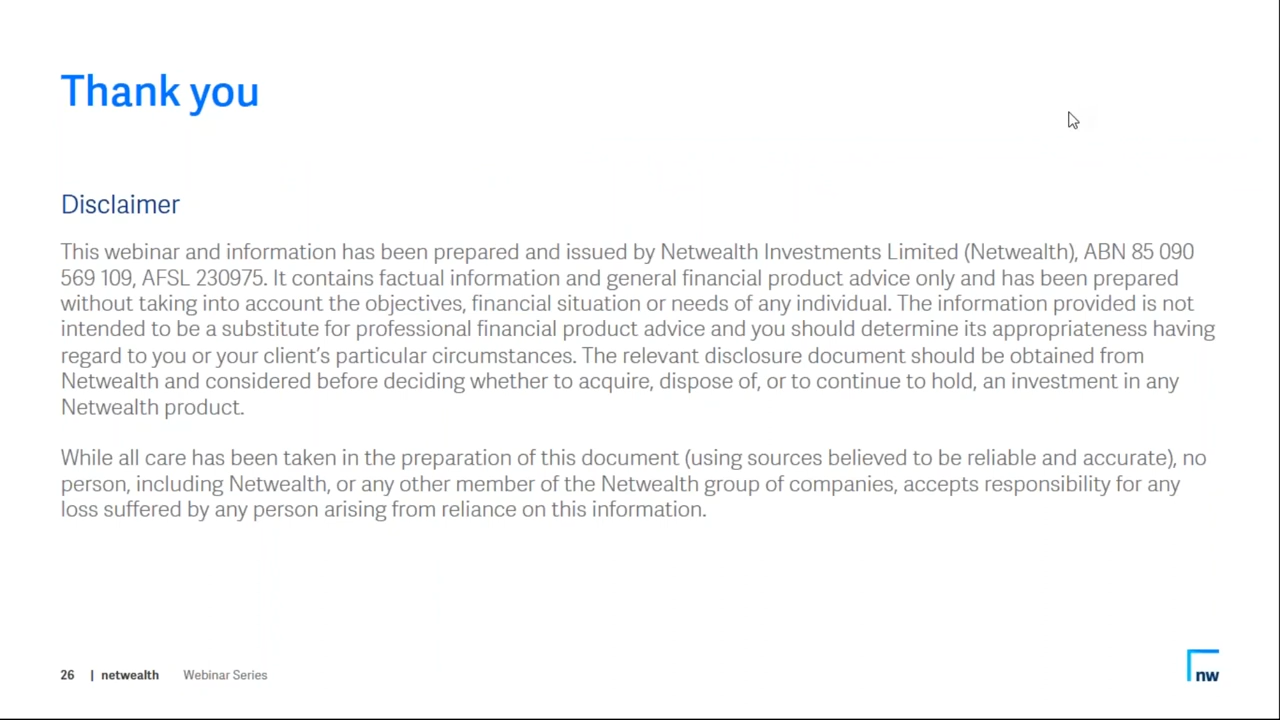 Thank you
Disclaimer
This webinar and information has been prepared and issued by Netwealth Investments Limited (Netwealth), ABN 85 090
569 109, AFSL 230975. It contains factual information and general financial product advice only and has been prepared
without taking into account the objectives, financial situation or needs of any individual. The information provided is not
intended to be a substitute for professional financial product advice and you should determine its appropriateness having
regard to you or your client’s particular circumstances. The relevant disclosure document should be obtained from
Netwealth and considered before deciding whether to acquire, dispose of, or to continue to hold, an investment in any
Netwealth product.
While all care has been taken in the preparation of this document (using sources believed to be reliable and accurate), no
person, including Netwealth, or any other member of the Netwealth group of companies, accepts responsibility for any
loss suffered by any person arising from reliance on this information.
26 | netwealth Webinar Series
nw